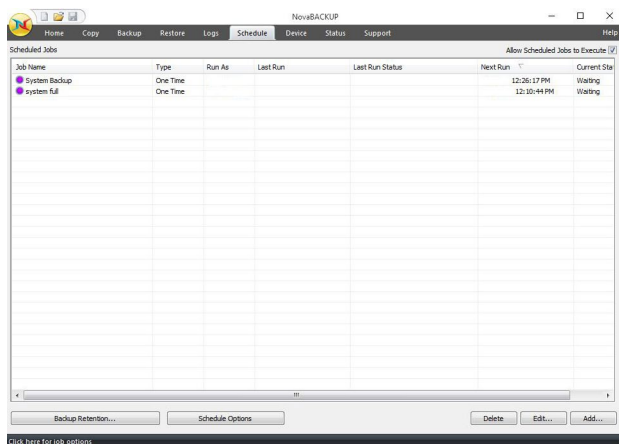 NovaBACKUP
Home Copy Backup Restore Logs Schedule Device Status Support Help
Scheduled Jobs Allow Scheduled Jobs to Execute
Job Name Type Run As Last Run Last Run Status Next Run Current Sta
System Backup One Time 12:26:17 PM Waiting
system full One Time 12:10:44 PM Waiting
Backup Retention... Schedule Options Delete Edit... Add...
Click here for job options